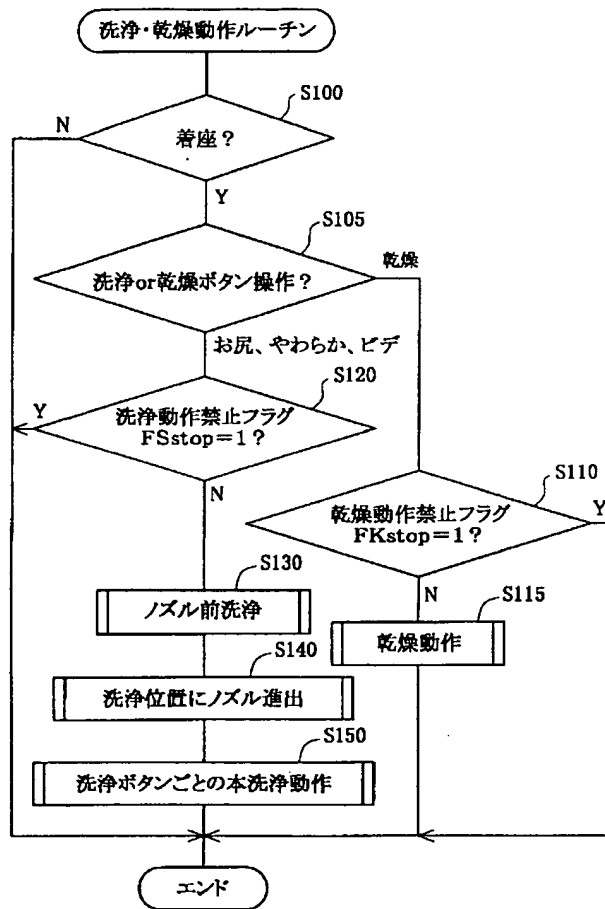 洗浄・乾燥動作ルーチン
S100
N
着座？
Y
S105
洗浄or乾燥ボタン操作？
乾燥
お尻、やわらか、ビデ
S120
Y
洗浄動作禁止フラグ
FSstop＝1？
N
S110
乾燥動作禁止フラグ
FKstop＝1？
Y
N
S130
ノズル前洗浄
S115
乾燥動作
S140
洗浄位置にノズル進出
S150
洗浄ボタンごとの本洗浄動作
エンド